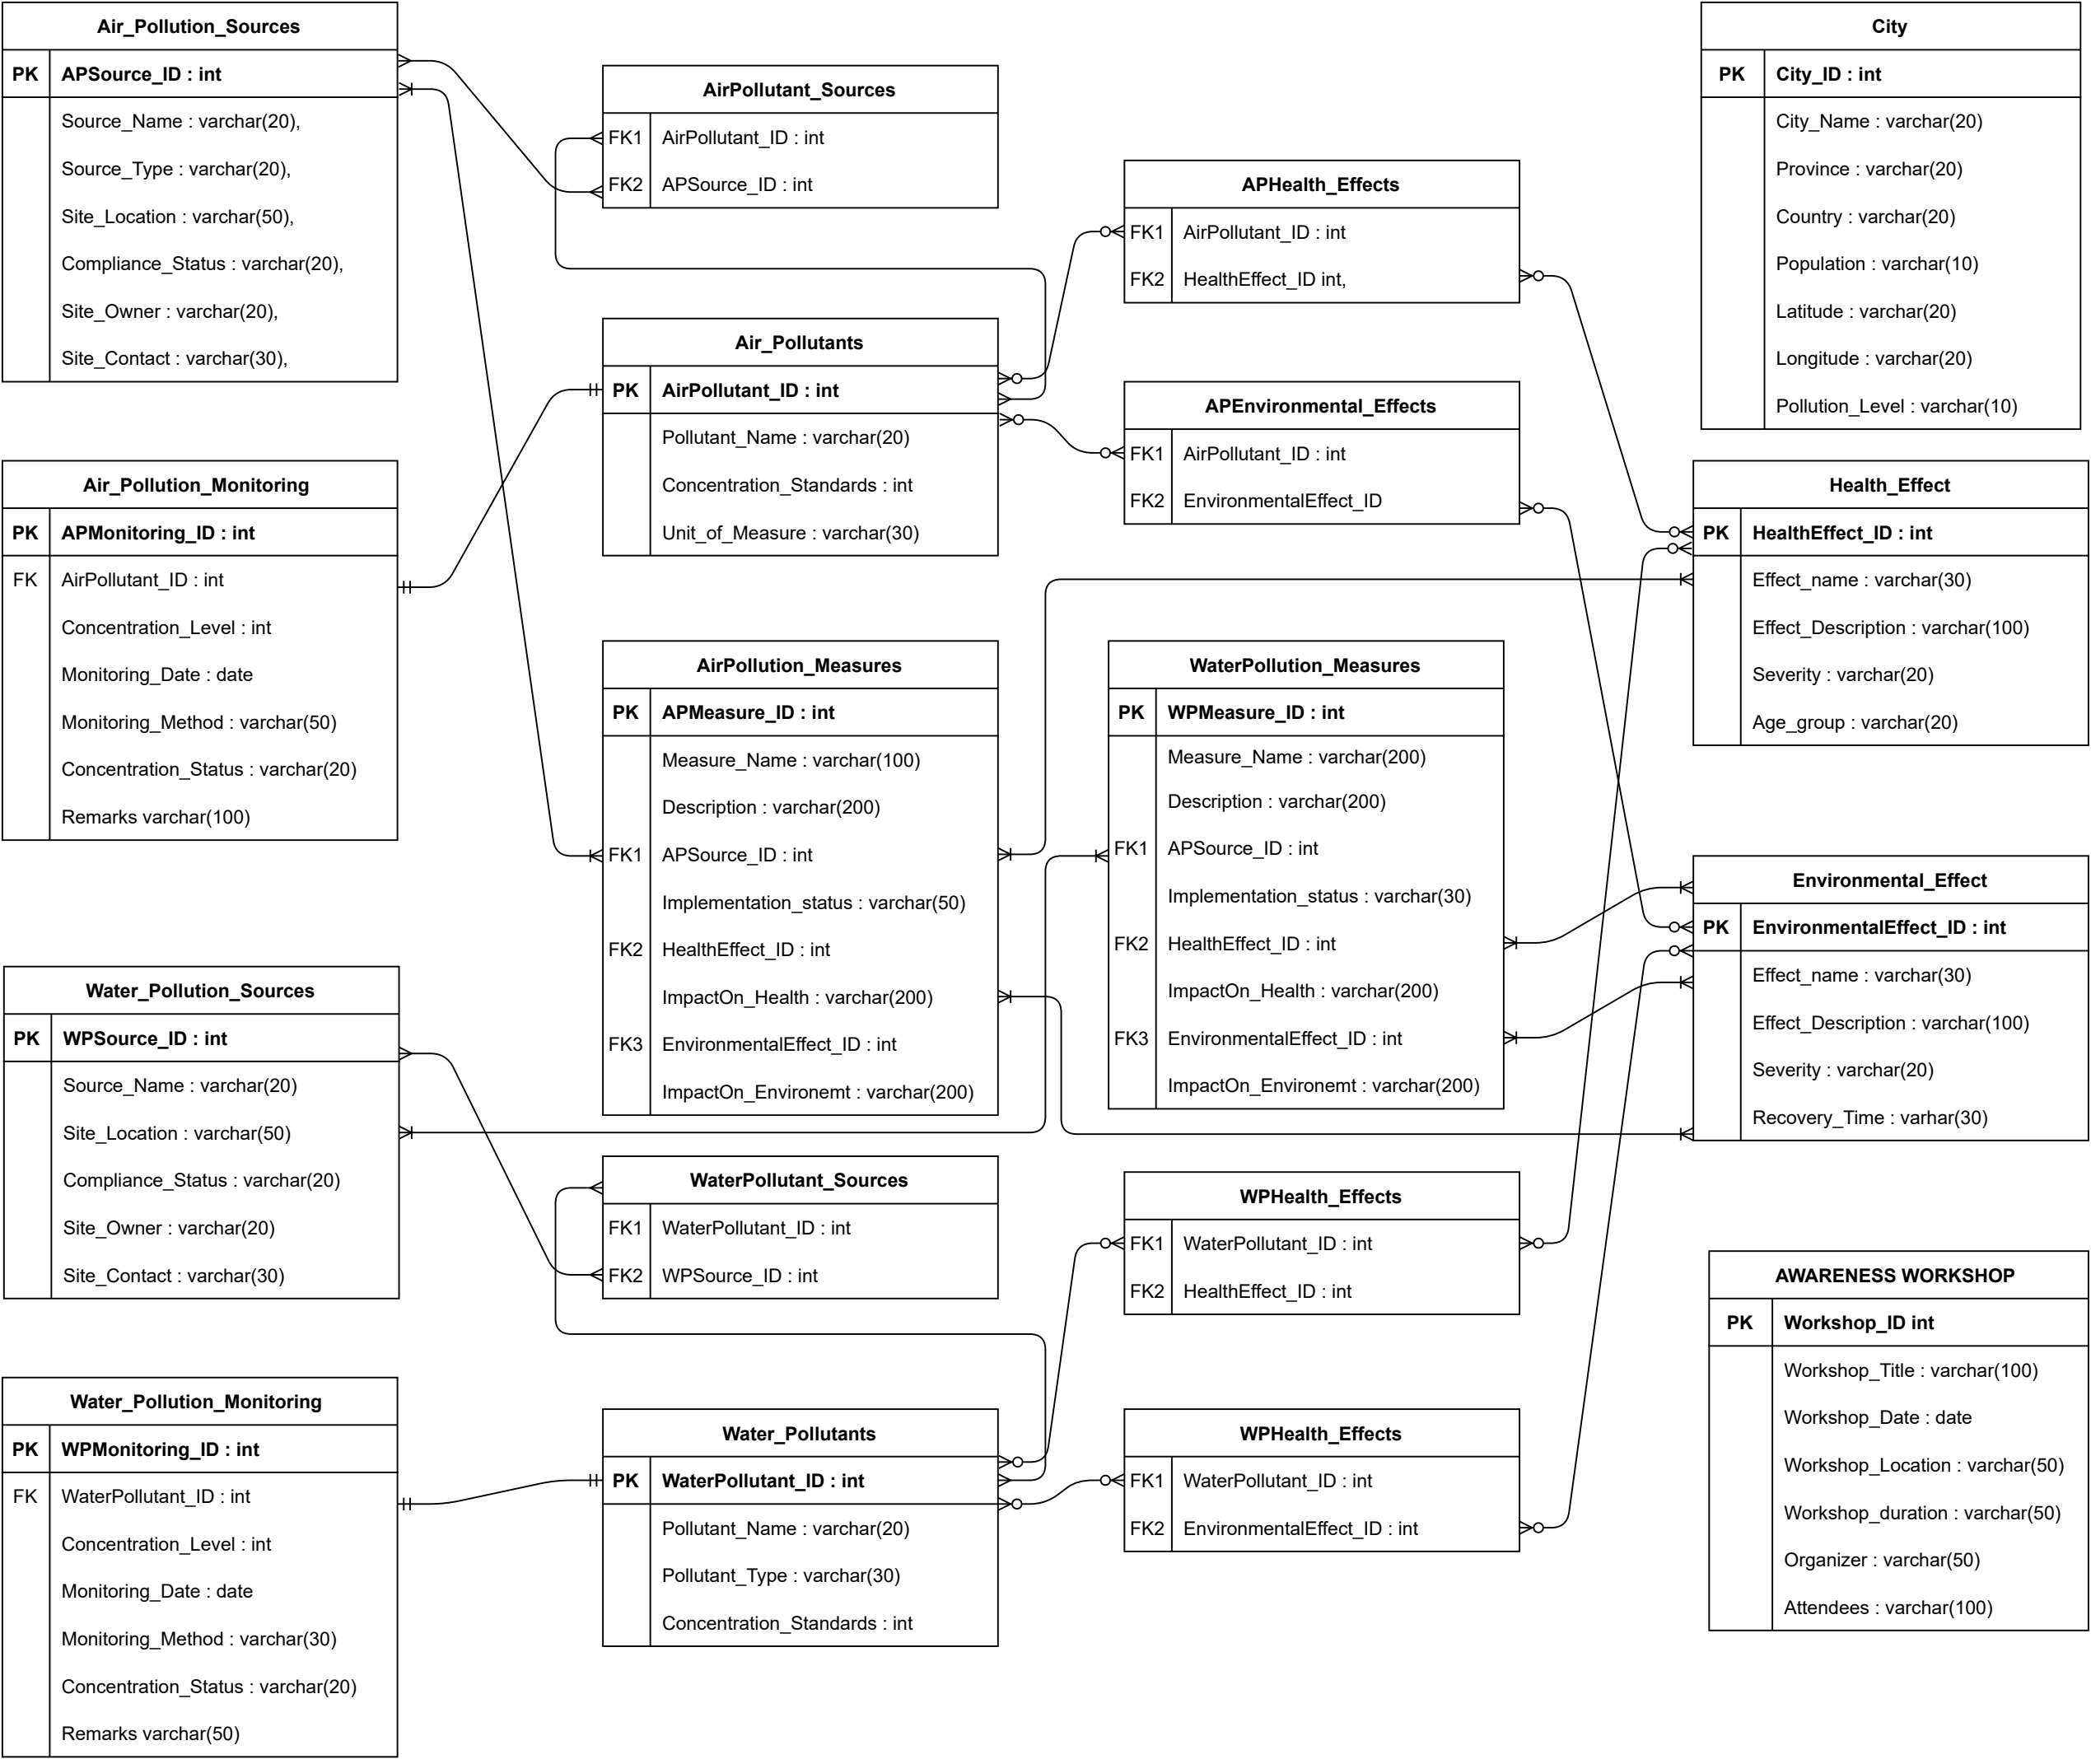 Air_Pollution_Sources
PK APSource_ID : int
Source_Name : varchar(20),
Source_Type : varchar(20),
Site_Location : varchar(50),
Compliance_Status : varchar(20),
Site_Owner : varchar(20),
Site_Contact : varchar(30),
Air_Pollution_Monitoring
PK APMonitoring_ID : int
FK AirPollutant_ID : int
Concentration_Level : int
Monitoring_Date : date
Monitoring_Method : varchar(50)
Concentration_Status : varchar(20)
Remarks varchar(100)
Water_Pollution_Sources
PK WPSource_ID : int
Source_Name : varchar(20)
Site_Location : varchar(50)
Compliance_Status : varchar(20)
Site_Owner : varchar(20)
Site_Contact : varchar(30)
Water_Pollution_Monitoring
PK WPMonitoring_ID : int
FK WaterPollutant_ID : int
Concentration_Level : int
Monitoring_Date : date
Monitoring_Method : varchar(30)
Concentration_Status : varchar(20)
Remarks varchar(50)
AirPollutant_Sources
FK1 AirPollutant_ID : int
FK2 APSource_ID : int
Air_Pollutants
PK AirPollutant_ID : int
Pollutant_Name : varchar(20)
Concentration_Standards : int
Unit_of_Measure : varchar(30)
AirPollution_Measures
PK APMeasure_ID : int
Measure_Name : varchar(100)
Description : varchar(200)
FK1 APSource_ID : int
Implementation_status : varchar(50)
FK2 HealthEffect_ID : int
ImpactOn_Health : varchar(200)
FK3 EnvironmentalEffect_ID : int
ImpactOn_Environemt : varchar(200)
WaterPollutant_Sources
FK1 WaterPollutant_ID : int
FK2 WPSource_ID : int
Water_Pollutants
PK WaterPollutant_ID : int
Pollutant_Name : varchar(20)
Pollutant_Type : varchar(30)
Concentration_Standards : int
APHealth_Effects
FK1 AirPollutant_ID : int
FK2 HealthEffect_ID int,
APEnvironmental_Effects
FK1 AirPollutant_ID : int
FK2 EnvironmentalEffect_ID
WaterPollution_Measures
PK WPMeasure_ID : int
Measure_Name : varchar(200)
Description : varchar(200)
FK1 APSource_ID : int
Implementation_status : varchar(30)
FK2 HealthEffect_ID : int
ImpactOn_Health : varchar(200)
FK3 EnvironmentalEffect_ID : int
ImpactOn_Environemt : varchar(200)
WPHealth_Effects
FK1 WaterPollutant_ID : int
FK2 HealthEffect_ID : int
WPHealth_Effects
FK1 WaterPollutant_ID : int
FK2 EnvironmentalEffect_ID : int
City
PK City_ID : int
City_Name : varchar(20)
Province : varchar(20)
Country : varchar(20)
Population : varchar(10)
Latitude : varchar(20)
Longitude : varchar(20)
Pollution_Level : varchar(10)
Health_Effect
PK HealthEffect_ID : int
Effect_name : varchar(30)
Effect_Description : varchar(100)
Severity : varchar(20)
Age_group : varchar(20)
Environmental_Effect
PK EnvironmentalEffect_ID : int
Effect_name : varchar(30)
Effect_Description : varchar(100)
Severity : varchar(20)
Recovery_Time : varhar(30)
AWARENESS WORKSHOP
PK Workshop_ID int
Workshop_Title : varchar(100)
Workshop_Date : date
Workshop_Location : varchar(50)
Workshop_duration : varchar(50)
Organizer : varchar(50)
Attendees : varchar(100)